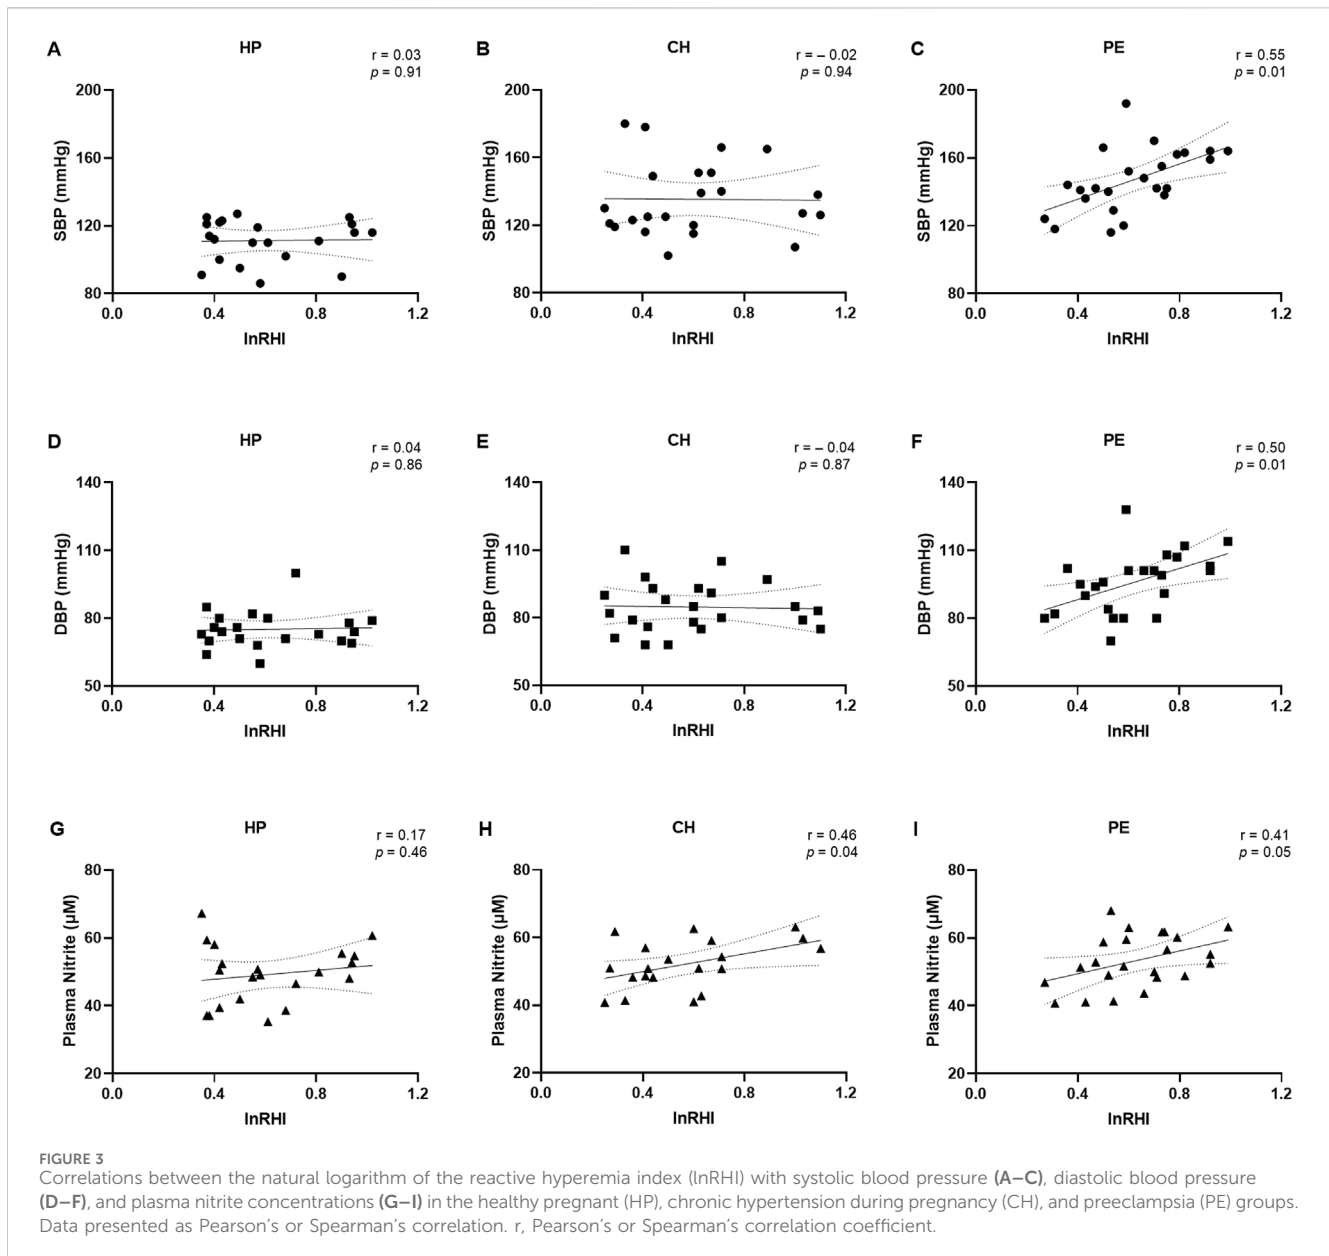 A
HP
r = 0.03
p = 0.91
200
160
120
80
SBP (mmHg)
0.0
0.4
0.8
1.2
lnRHI
B
CH
r = – 0.02
p = 0.94
200
160
120
80
SBP (mmHg)
0.0
0.4
0.8
1.2
lnRHI
C
PE
r = 0.55
p = 0.01
200
160
120
80
SBP (mmHg)
0.0
0.4
0.8
1.2
lnRHI
D
HP
r = 0.04
p = 0.86
140
110
80
50
DBP (mmHg)
0.0
0.4
0.8
1.2
lnRHI
E
CH
r = – 0.04
p = 0.87
140
110
80
50
DBP (mmHg)
0.0
0.4
0.8
1.2
lnRHI
F
PE
r = 0.50
p = 0.01
140
110
80
50
DBP (mmHg)
0.0
0.4
0.8
1.2
lnRHI
G
HP
r = 0.17
p = 0.46
80
60
40
20
Plasma Nitrite (µM)
0.0
0.4
0.8
1.2
lnRHI
H
CH
r = 0.46
p = 0.04
80
60
40
20
Plasma Nitrite (µM)
0.0
0.4
0.8
1.2
lnRHI
I
PE
r = 0.41
p = 0.05
80
60
40
20
Plasma Nitrite (µM)
0.0
0.4
0.8
1.2
lnRHI
FIGURE 3
Correlations between the natural logarithm of the reactive hyperemia index (lnRHI) with systolic blood pressure (A–C), diastolic blood pressure
(D–F), and plasma nitrite concentrations (G–I) in the healthy pregnant (HP), chronic hypertension during pregnancy (CH), and preeclampsia (PE) groups.
Data presented as Pearson's or Spearman's correlation. r, Pearson's or Spearman's correlation coefficient.